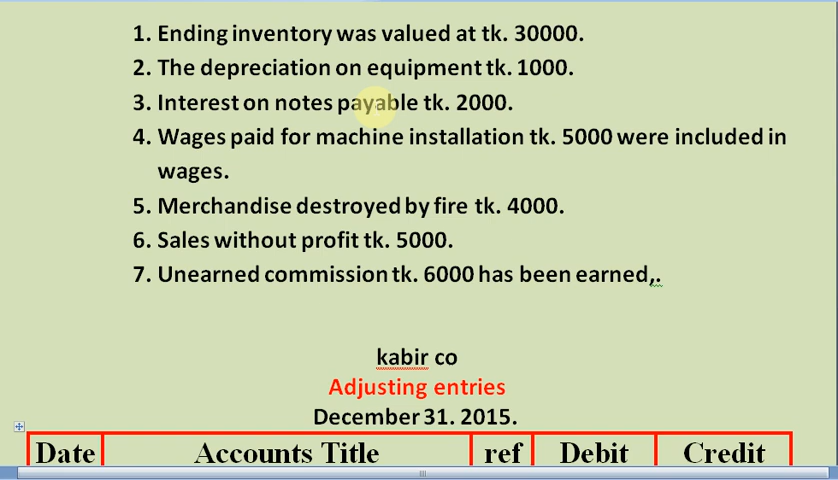 1. Ending inventory was valued at tk. 30000.
2. The depreciation on equipment tk. 1000.
3. Interest on notes payable tk. 2000.
4. Wages paid for machine installation tk. 5000 were included in
wages.
5. Merchandise destroyed by fire tk. 4000.
6. Sales without profit tk. 5000.
7. Unearned commission tk. 6000 has been earned,.
kabir co
Adjusting entries
December 31. 2015.
Date Accounts Title ref Debit Credit